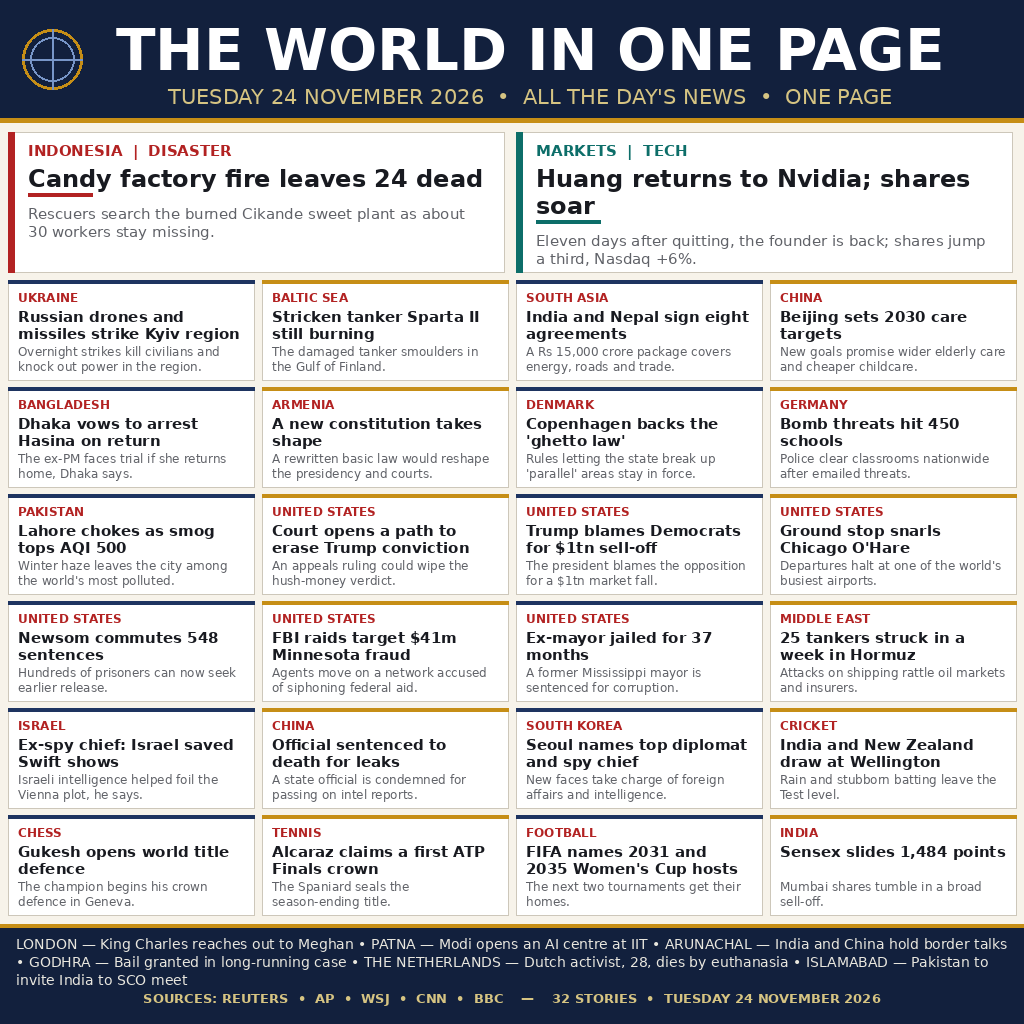 THE WORLD IN ONE PAGE
TUESDAY 24 NOVEMBER 2026 • ALL THE DAY'S NEWS • ONE PAGE
INDONESIA | DISASTER
Candy factory fire leaves 24 dead
Rescuers search the burned Cikande sweet plant as about
30 workers stay missing.
MARKETS | TECH
Huang returns to Nvidia; shares
soar
Eleven days after quitting, the founder is back; shares jump
a third, Nasdaq +6%.
UKRAINE
Russian drones and
missiles strike Kyiv region
Overnight strikes kill civilians and
knock out power in the region.
BALTIC SEA
Stricken tanker Sparta II
still burning
The damaged tanker smoulders in
the Gulf of Finland.
SOUTH ASIA
India and Nepal sign eight
agreements
A Rs 15,000 crore package covers
energy, roads and trade.
CHINA
Beijing sets 2030 care
targets
New goals promise wider elderly care
and cheaper childcare.
BANGLADESH
Dhaka vows to arrest
Hasina on return
The ex-PM faces trial if she returns
home, Dhaka says.
ARMENIA
A new constitution takes
shape
A rewritten basic law would reshape
the presidency and courts.
DENMARK
Copenhagen backs the
'ghetto law'
Rules letting the state break up
'parallel' areas stay in force.
GERMANY
Bomb threats hit 450
schools
Police clear classrooms nationwide
after emailed threats.
PAKISTAN
Lahore chokes as smog
tops AQI 500
Winter haze leaves the city among
the world's most polluted.
UNITED STATES
Court opens a path to
erase Trump conviction
An appeals ruling could wipe the
hush-money verdict.
UNITED STATES
Trump blames Democrats
for $1tn sell-off
The president blames the opposition
for a $1tn market fall.
UNITED STATES
Ground stop snarls
Chicago O'Hare
Departures halt at one of the world's
busiest airports.
UNITED STATES
Newsom commutes 548
sentences
Hundreds of prisoners can now seek
earlier release.
UNITED STATES
FBI raids target $41m
Minnesota fraud
Agents move on a network accused
of siphoning federal aid.
UNITED STATES
Ex-mayor jailed for 37
months
A former Mississippi mayor is
sentenced for corruption.
MIDDLE EAST
25 tankers struck in a
week in Hormuz
Attacks on shipping rattle oil markets
and insurers.
ISRAEL
Ex-spy chief: Israel saved
Swift shows
Israeli intelligence helped foil the
Vienna plot, he says.
CHINA
Official sentenced to
death for leaks
A state official is condemned for
passing on intel reports.
SOUTH KOREA
Seoul names top diplomat
and spy chief
New faces take charge of foreign
affairs and intelligence.
CRICKET
India and New Zealand
draw at Wellington
Rain and stubborn batting leave the
Test level.
CHESS
Gukesh opens world title
defence
The champion begins his crown
defence in Geneva.
TENNIS
Alcaraz claims a first ATP
Finals crown
The Spaniard seals the
season-ending title.
FOOTBALL
FIFA names 2031 and
2035 Women's Cup hosts
The next two tournaments get their
homes.
INDIA
Sensex slides 1,484 points
Mumbai shares tumble in a broad
sell-off.
LONDON — King Charles reaches out to Meghan • PATNA — Modi opens an AI centre at IIT • ARUNACHAL — India and China hold border talks
• GODHRA — Bail granted in long-running case • THE NETHERLANDS — Dutch activist, 28, dies by euthanasia • ISLAMABAD — Pakistan to
invite India to SCO meet
SOURCES: REUTERS • AP • WSJ • CNN • BBC — 32 STORIES • TUESDAY 24 NOVEMBER 2026